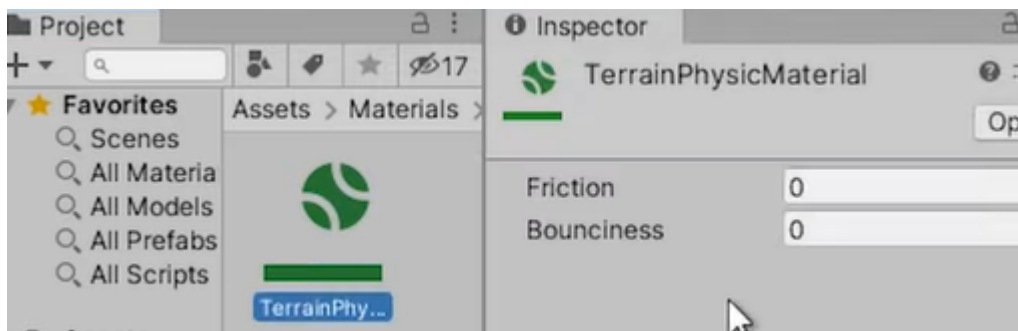 Project
17
Favorites
Scenes
All Materia
All Models
All Prefabs
All Scripts
Assets > Materials >
TerrainPhy...
Inspector
TerrainPhysicMaterial
Op
Friction 0
Bounciness 0